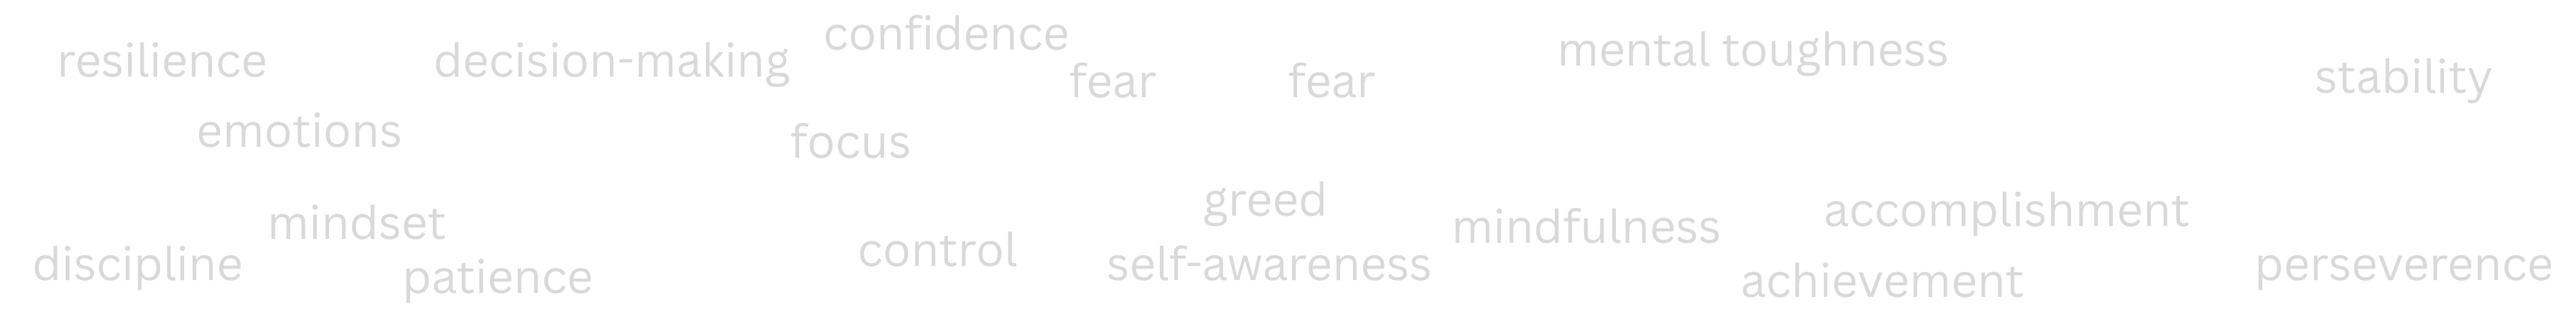 resilience
decision-making
confidence
fear
fear
mental toughness
stability
emotions
focus
mindset
greed
mindfulness
accomplishment
discipline
patience
control
self-awareness
achievement
perseverence